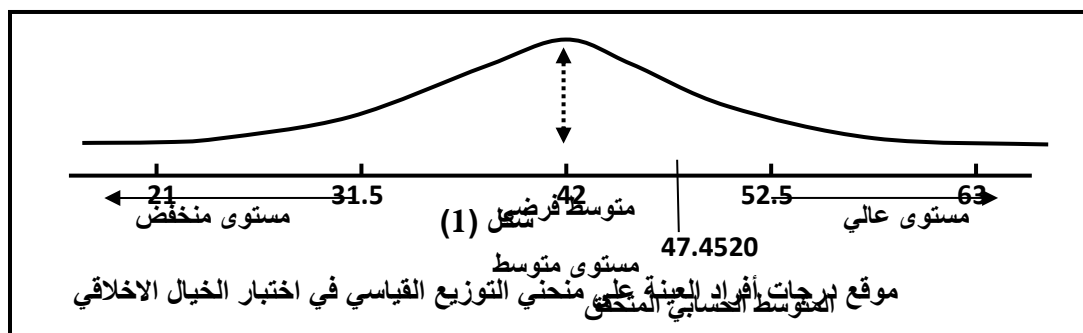 21 31.5 42 52.5 63
مستوى منخفض
متوسط فرضي
مستوى عالي
شكل (1)
47.4520
مستوى متوسط
موقع درجات أفراد العينة على منحني التوزيع القياسي في اختبار الخيال الاخلاقي
المتوسط الحسابي المتحقق